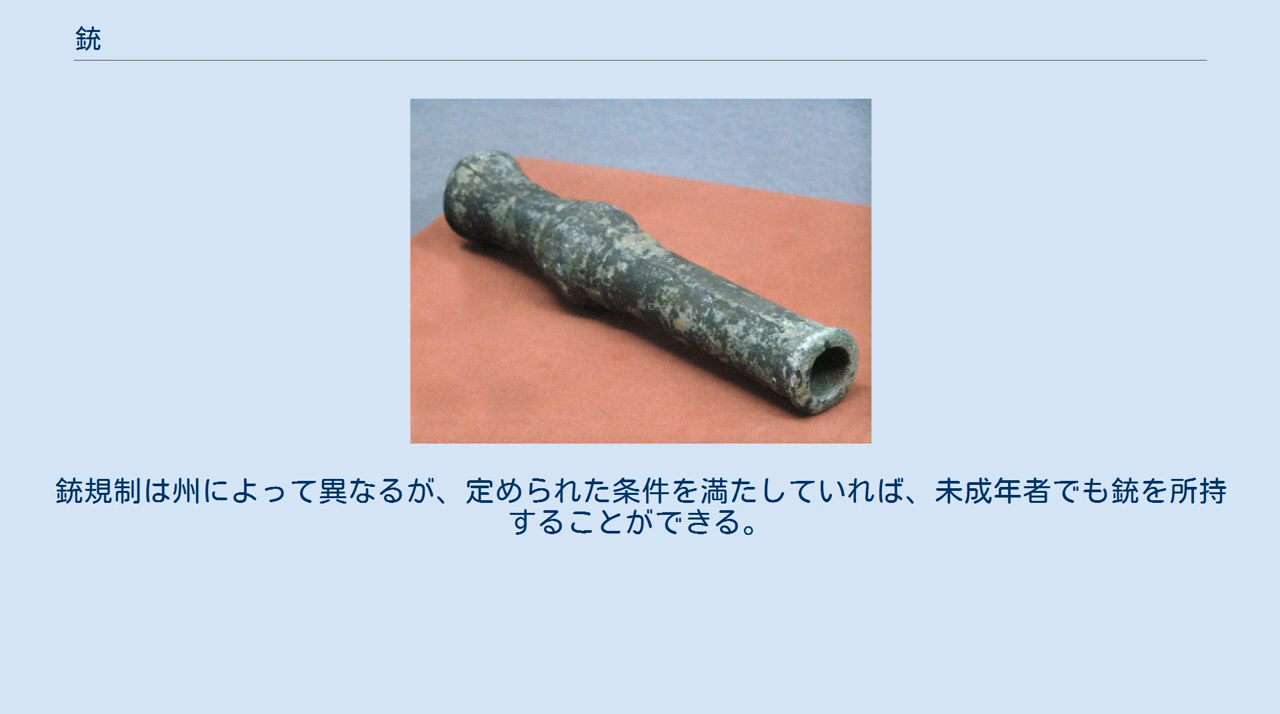 銃
銃規制は州によって異なるが、定められた条件を満たしていれば、未成年者でも銃を所持
することができる。